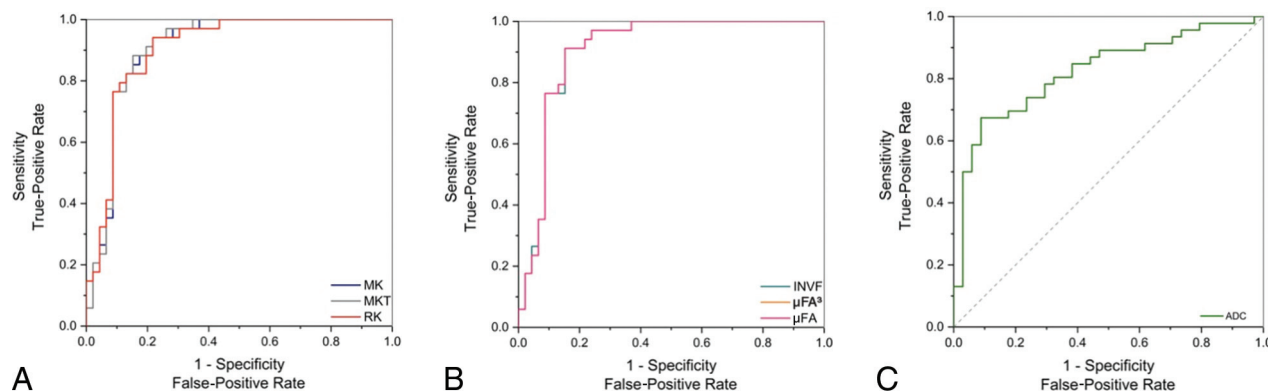 1.0
0.8
0.6
0.4
0.2
0.0
Sensitivity
True-Positive Rate
MK
MKT
RK
0.0 0.2 0.4 0.6 0.8 1.0
1 - Specificity
False-Positive Rate
A
1.0
0.8
0.6
0.4
0.2
0.0
Sensitivity
True-Positive Rate
INVF
μFA³
μFA
0.0 0.2 0.4 0.6 0.8 1.0
1 - Specificity
False-Positive Rate
B
1.0
0.8
0.6
0.4
0.2
0.0
Sensitivity
True-Positive Rate
ADC
0.0 0.2 0.4 0.6 0.8 1.0
1 - Specificity
False-Positive Rate
C